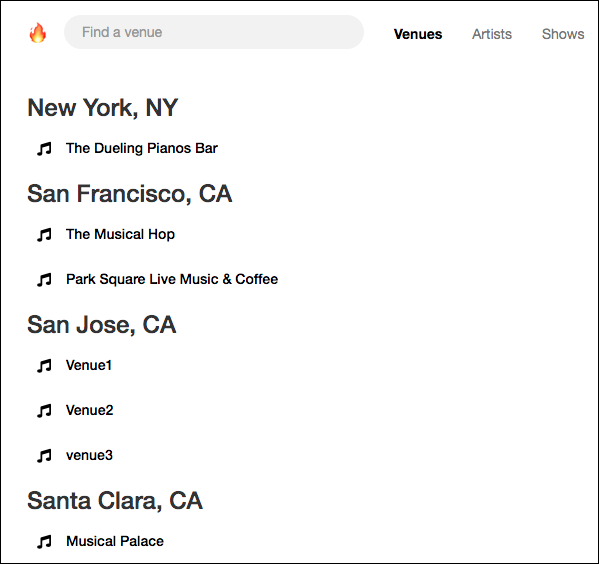 Find a venue
Venues
Artists
Shows
New York, NY
The Dueling Pianos Bar
San Francisco, CA
The Musical Hop
Park Square Live Music & Coffee
San Jose, CA
Venue1
Venue2
venue3
Santa Clara, CA
Musical Palace